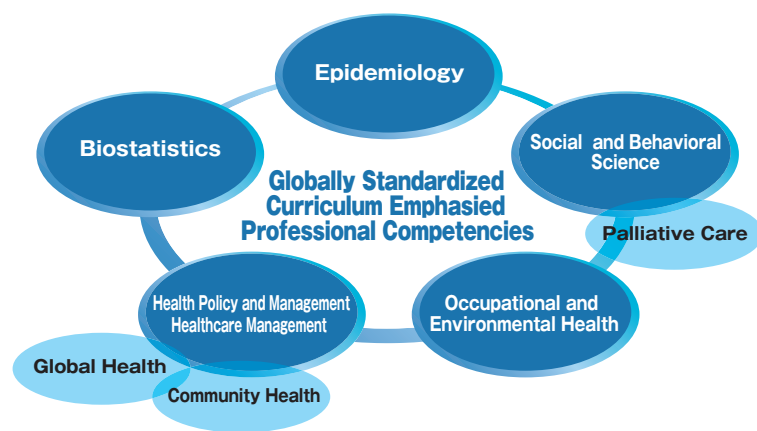 Epidemiology
Biostatistics
Social and Behavioral
Science
Globally Standardized
Curriculum Emphasied
Professional Competencies
Palliative Care
Health Policy and Management
Healthcare Management
Occupational and
Environmental Health
Global Health
Community Health